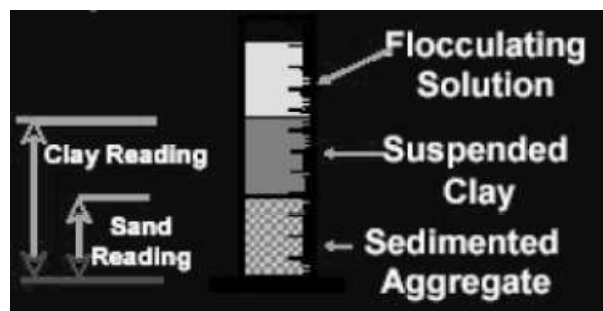 Flocculating
Solution
Clay Reading
Suspended
Clay
Sand
Reading
Sedimented
Aggregate